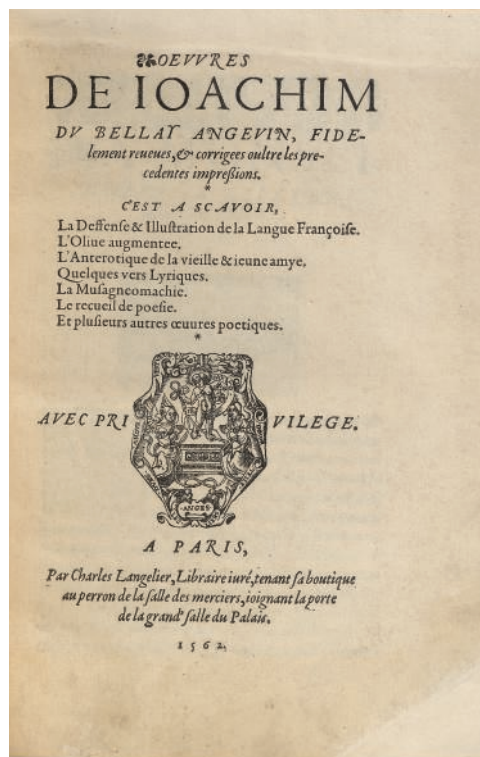 ❧OEVVRES
DE IOACHIM
DV BELLAY ANGEVIN, FIDE-
lement reueues, & corrigees oultre les pre-
cedentes impreſsions.
*
C'EST A SCAVOIR,
La Deffenſe & Illuſtration de la Langue Françoiſe.
L'Oliue augmentee.
L'Anterotique de la vieille & ieune amye.
Quelques vers Lyriques.
La Muſagneomachie.
Le recueil de poeſie.
Et pluſieurs autres œuures poetiques.
*
AVEC PRI VILEGE.
A PARIS,
Par Charles Langelier, Libraire iuré, tenant ſa boutique
au perron de la ſalle des merciers, ioignant la porte
de la grand' ſalle du Palais.
1562.